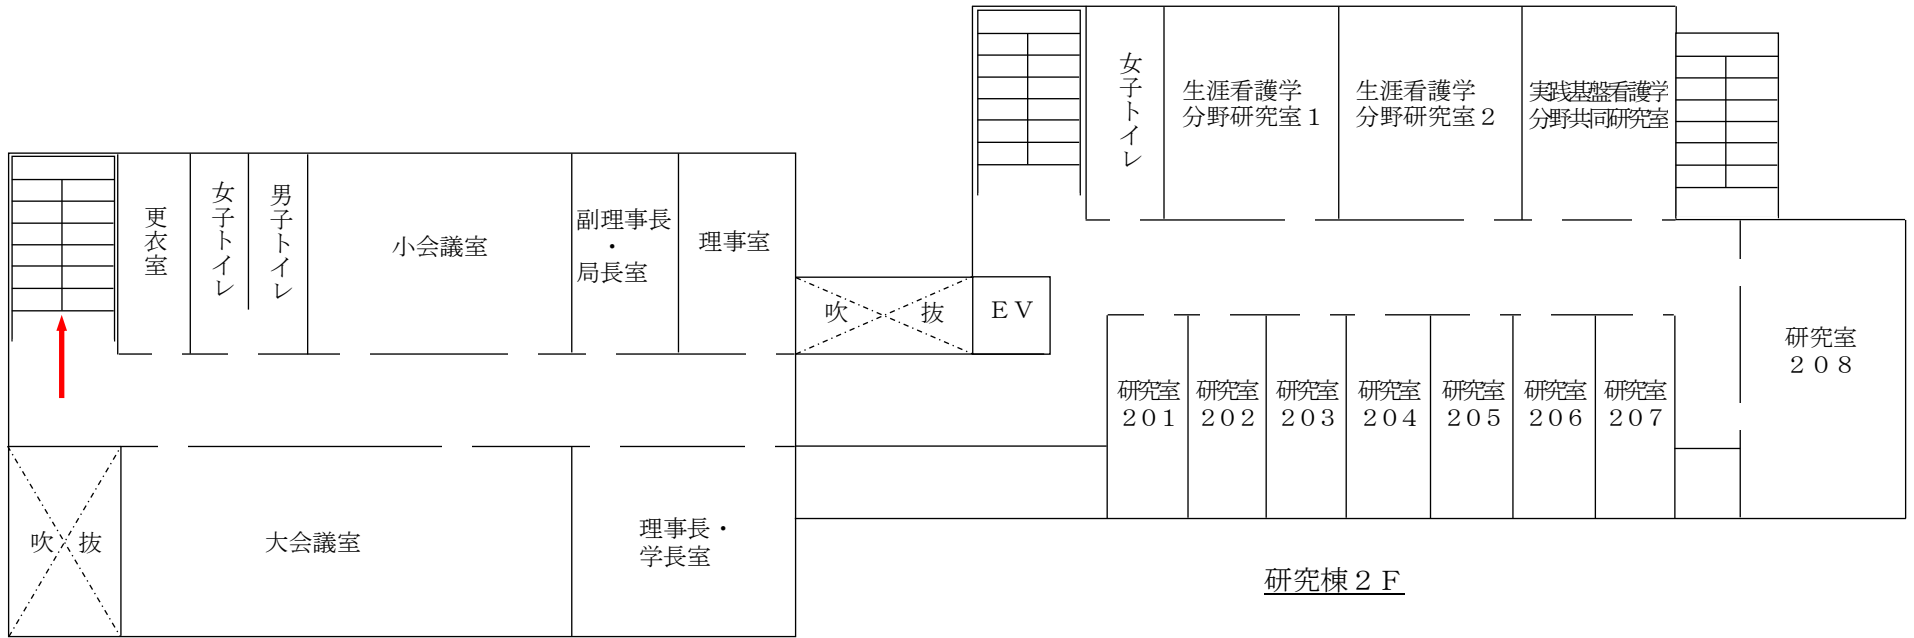 女子トイレ
生涯看護学
分野研究室１
生涯看護学
分野研究室２
実践基盤看護学
分野共同研究室
更衣室
女子トイレ
男子トイレ
小会議室
副理事長
・
局長室
理事室
吹　抜
ＥＶ
研究室
２０１
研究室
２０２
研究室
２０３
研究室
２０４
研究室
２０５
研究室
２０６
研究室
２０７
研究室
２０８
吹　抜
大会議室
理事長・
学長室
研究棟２Ｆ